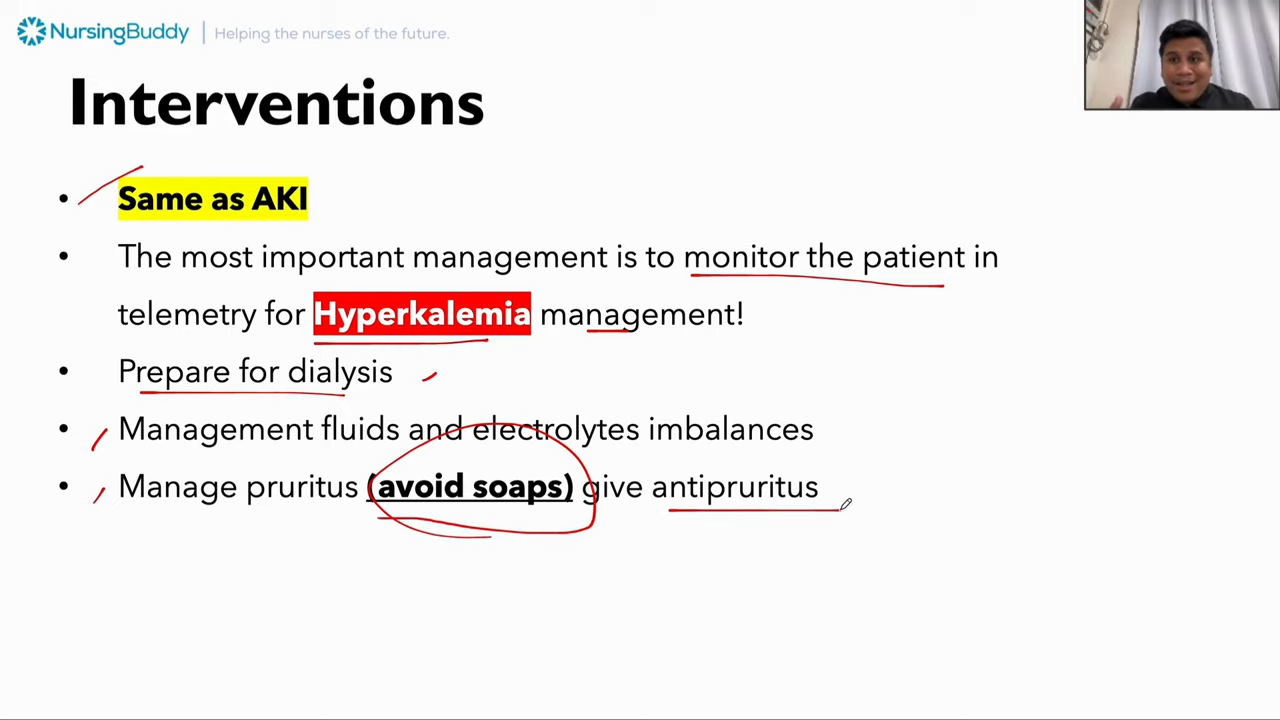 NursingBuddy | Helping the nurses of the future.
Interventions
• Same as AKI
• The most important management is to monitor the patient in
telemetry for Hyperkalemia management!
• Prepare for dialysis
• Management fluids and electrolytes imbalances
• Manage pruritus (avoid soaps) give antipruritus